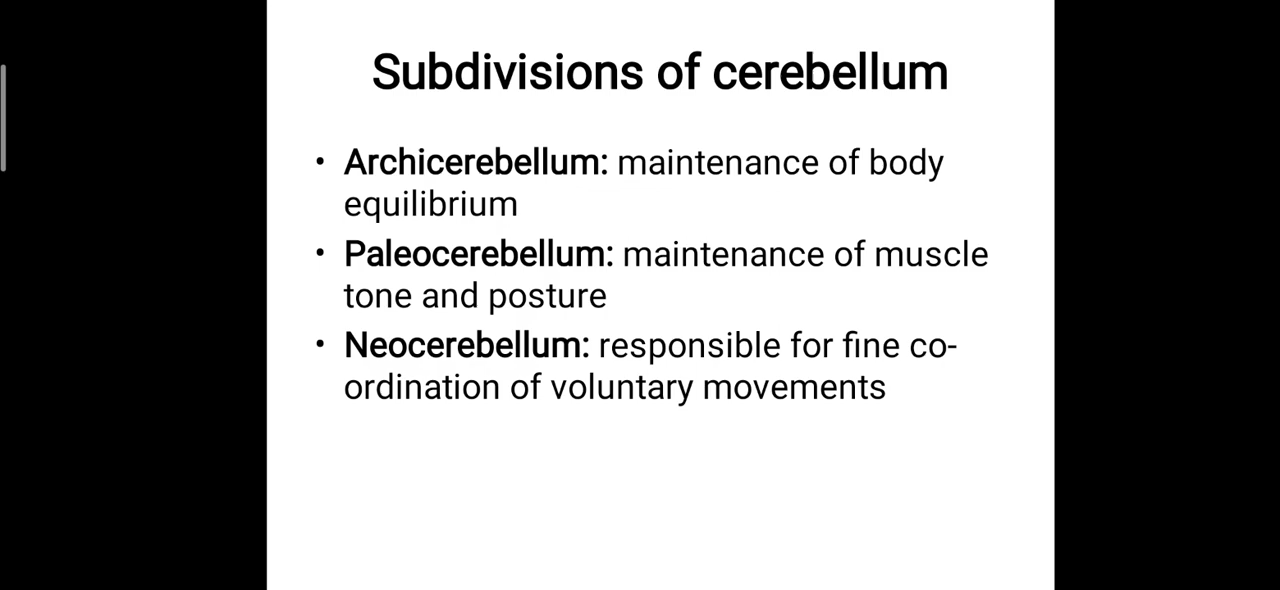 Subdivisions of cerebellum
• Archicerebellum: maintenance of body
equilibrium
• Paleocerebellum: maintenance of muscle
tone and posture
• Neocerebellum: responsible for fine co-
ordination of voluntary movements